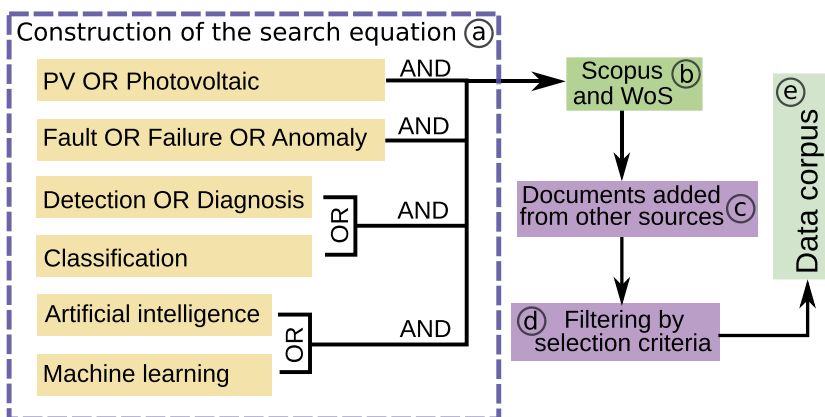 Construction of the search equation a
PV OR Photovoltaic
AND
Fault OR Failure OR Anomaly
AND
Detection OR Diagnosis
OR
AND
Classification
Artificial intelligence
OR
AND
Machine learning
Scopus b
and WoS
Documents added
from other sources c
d Filtering by
selection criteria
e
Data corpus